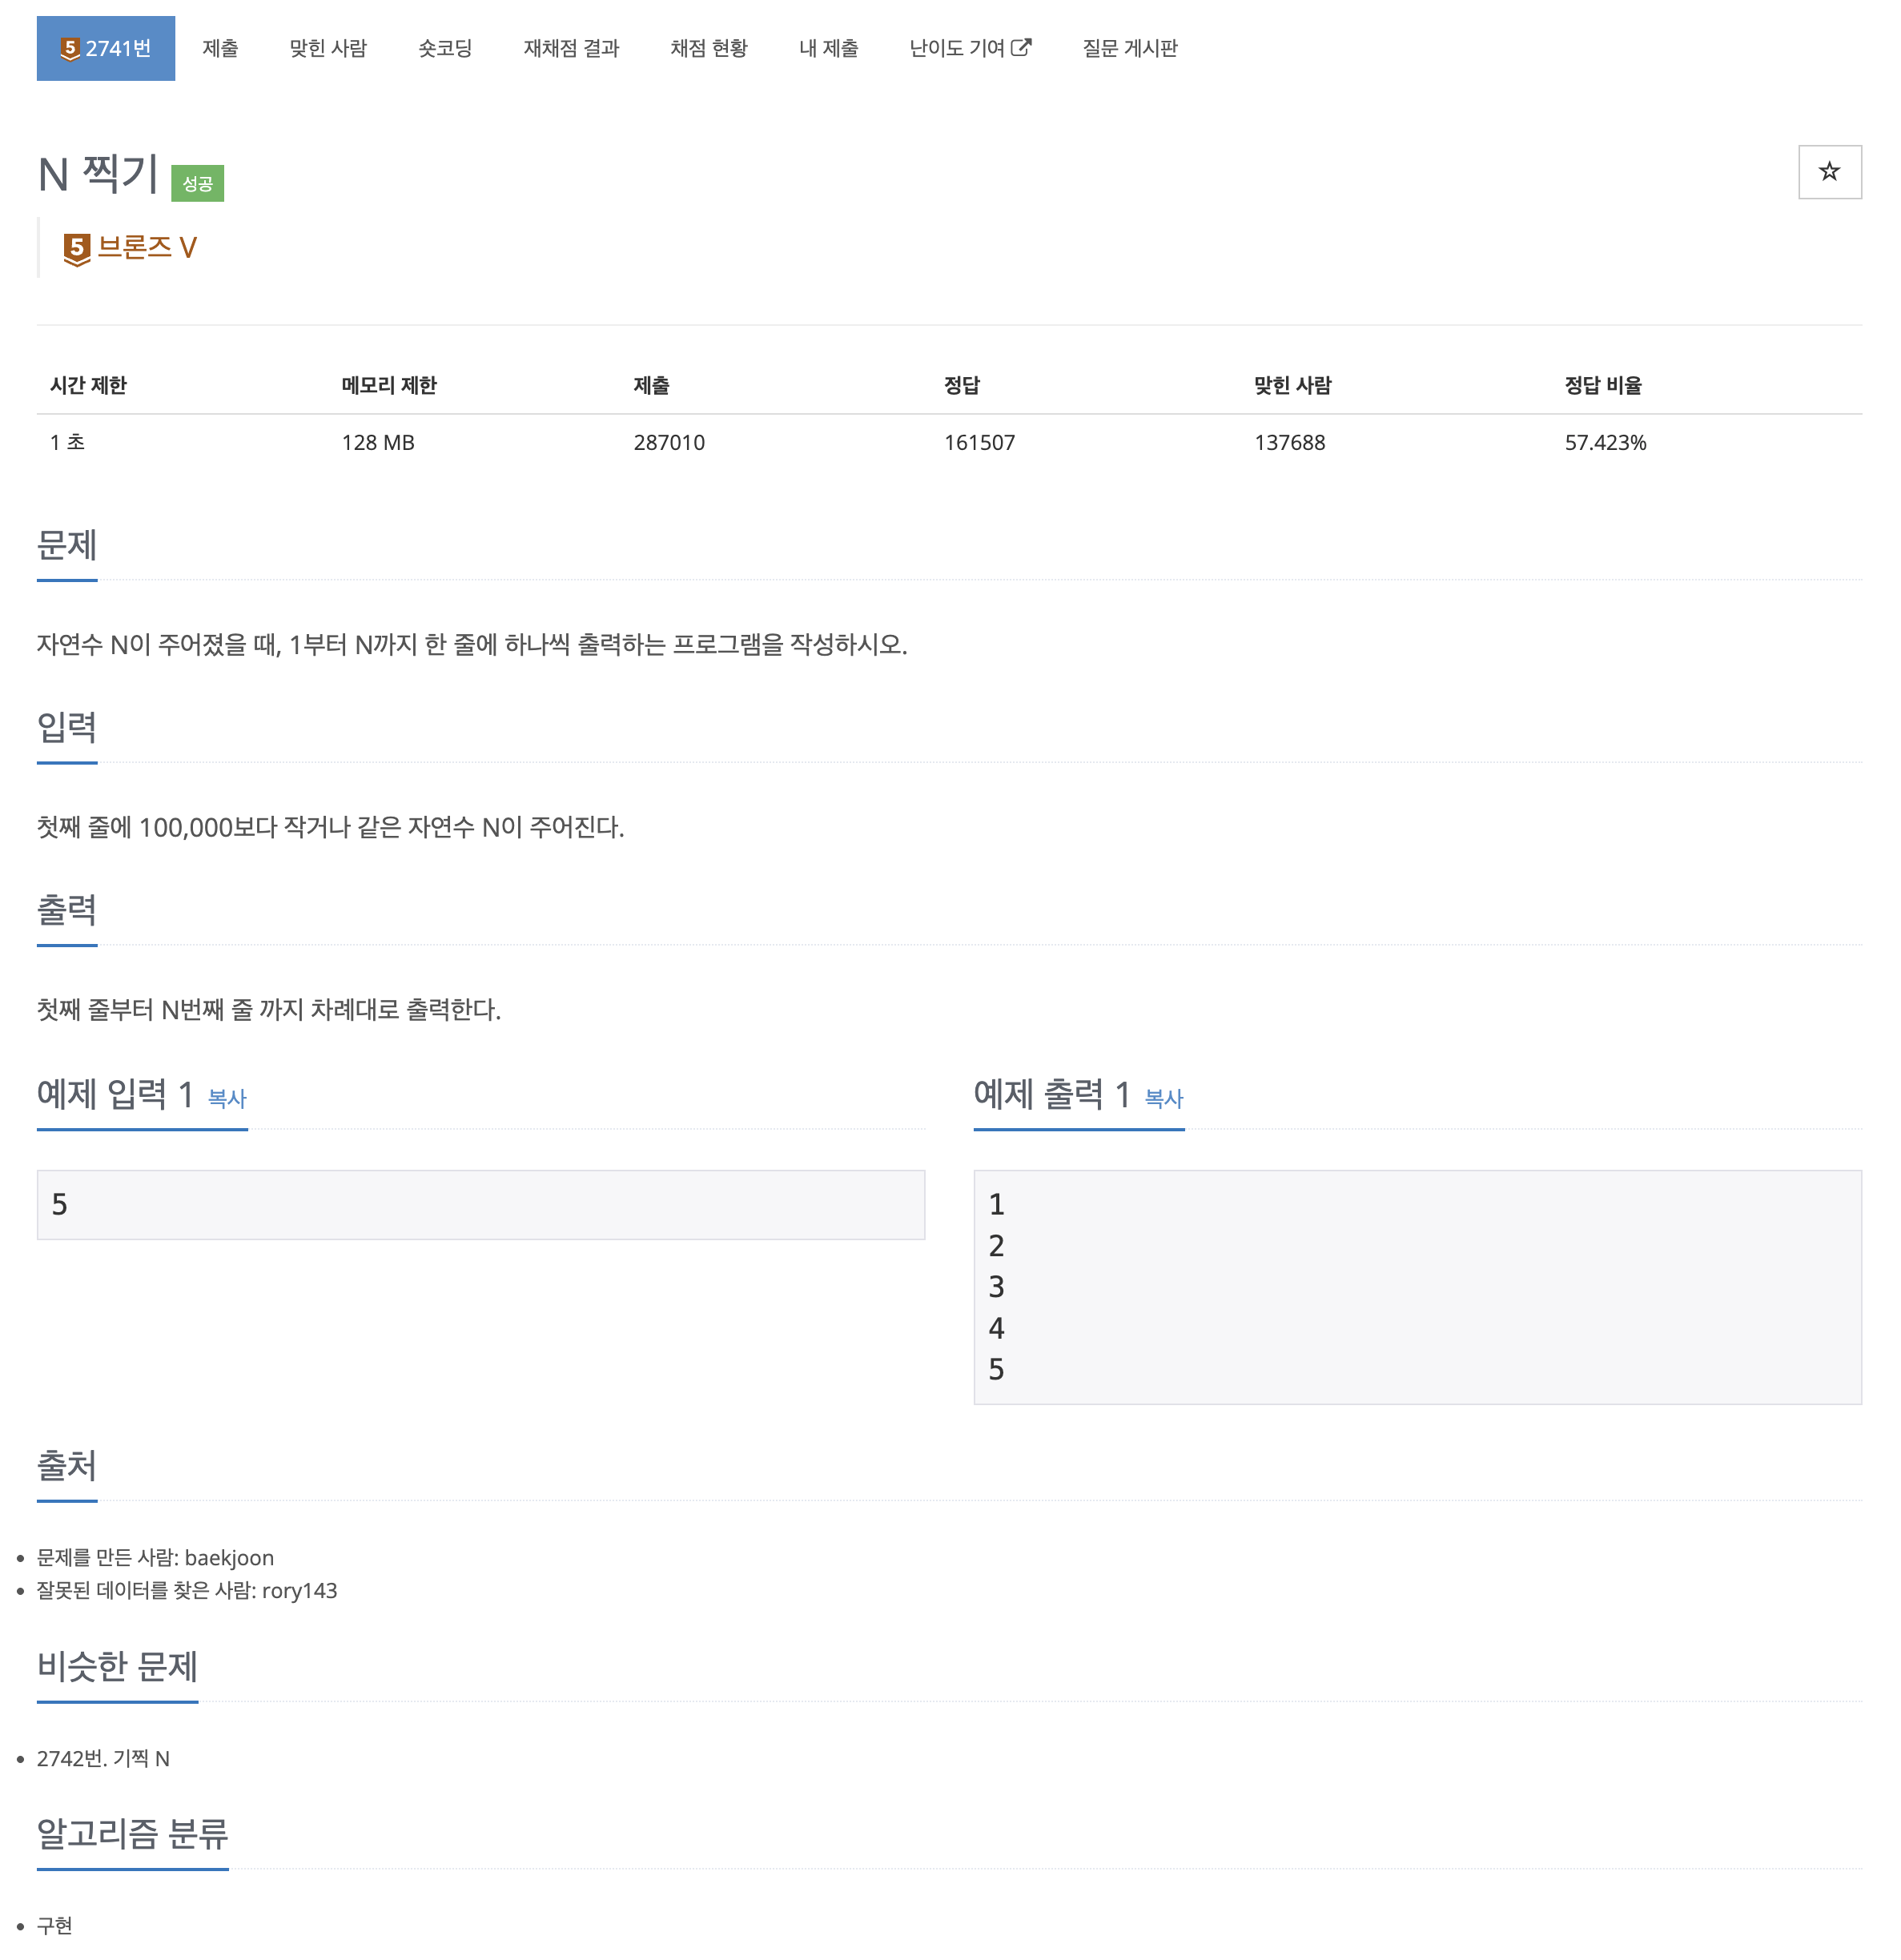 5 2741번 제출 맞힌 사람 숏코딩 재채점 결과 채점 현황 내 제출 난이도 기여 질문 게시판
N 찍기 성공
5 브론즈 V
시간 제한 메모리 제한 제출 정답 맞힌 사람 정답 비율
1 초 128 MB 287010 161507 137688 57.423%
문제
자연수 N이 주어졌을 때, 1부터 N까지 한 줄에 하나씩 출력하는 프로그램을 작성하시오.
입력
첫째 줄에 100,000보다 작거나 같은 자연수 N이 주어진다.
출력
첫째 줄부터 N번째 줄 까지 차례대로 출력한다.
예제 입력 1 복사
5
예제 출력 1 복사
1
2
3
4
5
출처
문제를 만든 사람: baekjoon
잘못된 데이터를 찾은 사람: rory143
비슷한 문제
2742번. 기찍 N
알고리즘 분류
구현